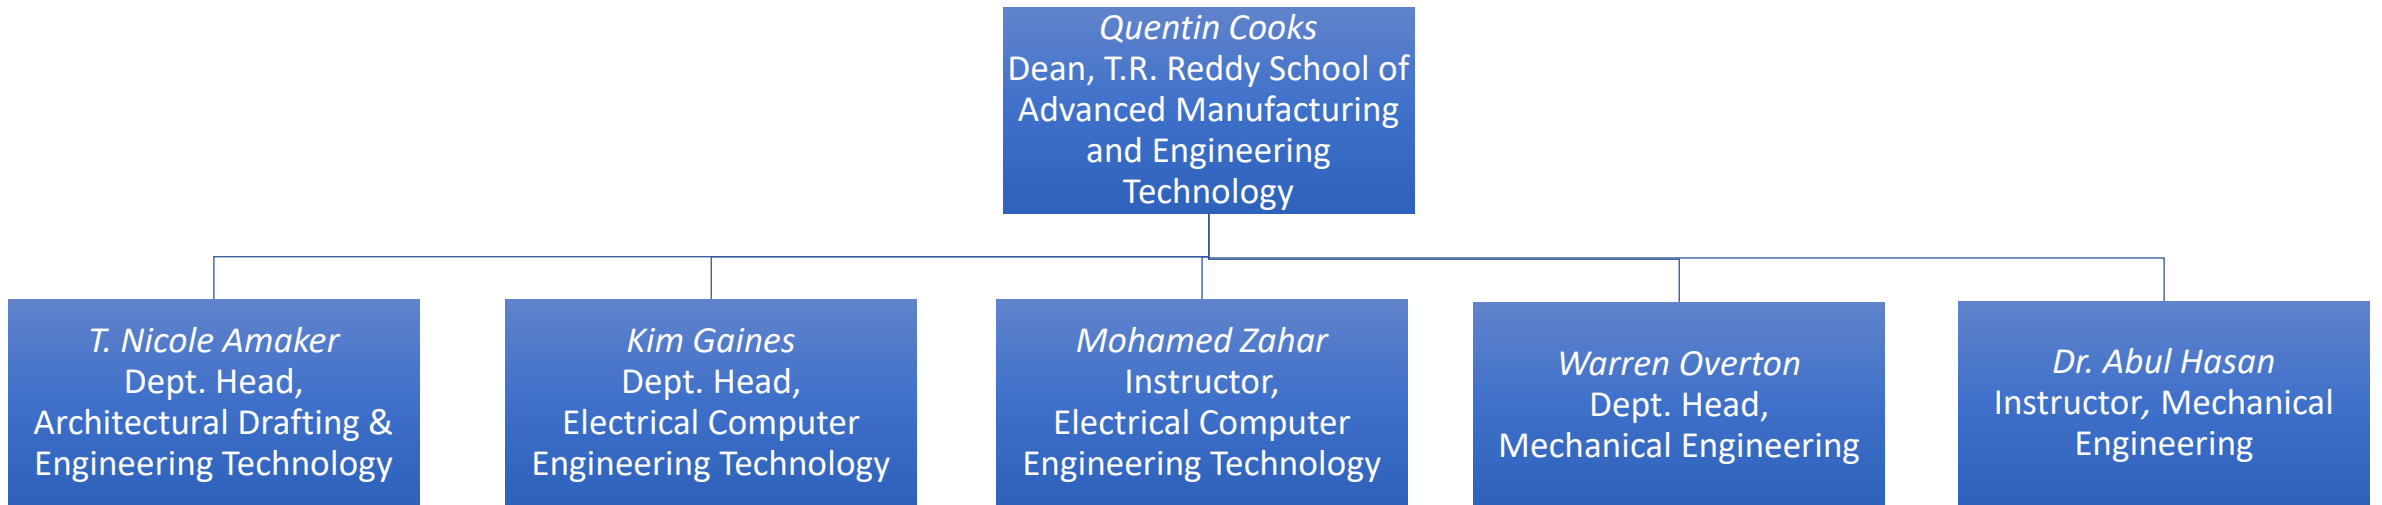 Quentin Cooks
Dean, T.R. Reddy School of
Advanced Manufacturing
and Engineering
Technology
T. Nicole Amaker
Dept. Head,
Architectural Drafting &
Engineering Technology
Kim Gaines
Dept. Head,
Electrical Computer
Engineering Technology
Mohamed Zahar
Instructor,
Electrical Computer
Engineering Technology
Warren Overton
Dept. Head,
Mechanical Engineering
Dr. Abul Hasan
Instructor, Mechanical
Engineering